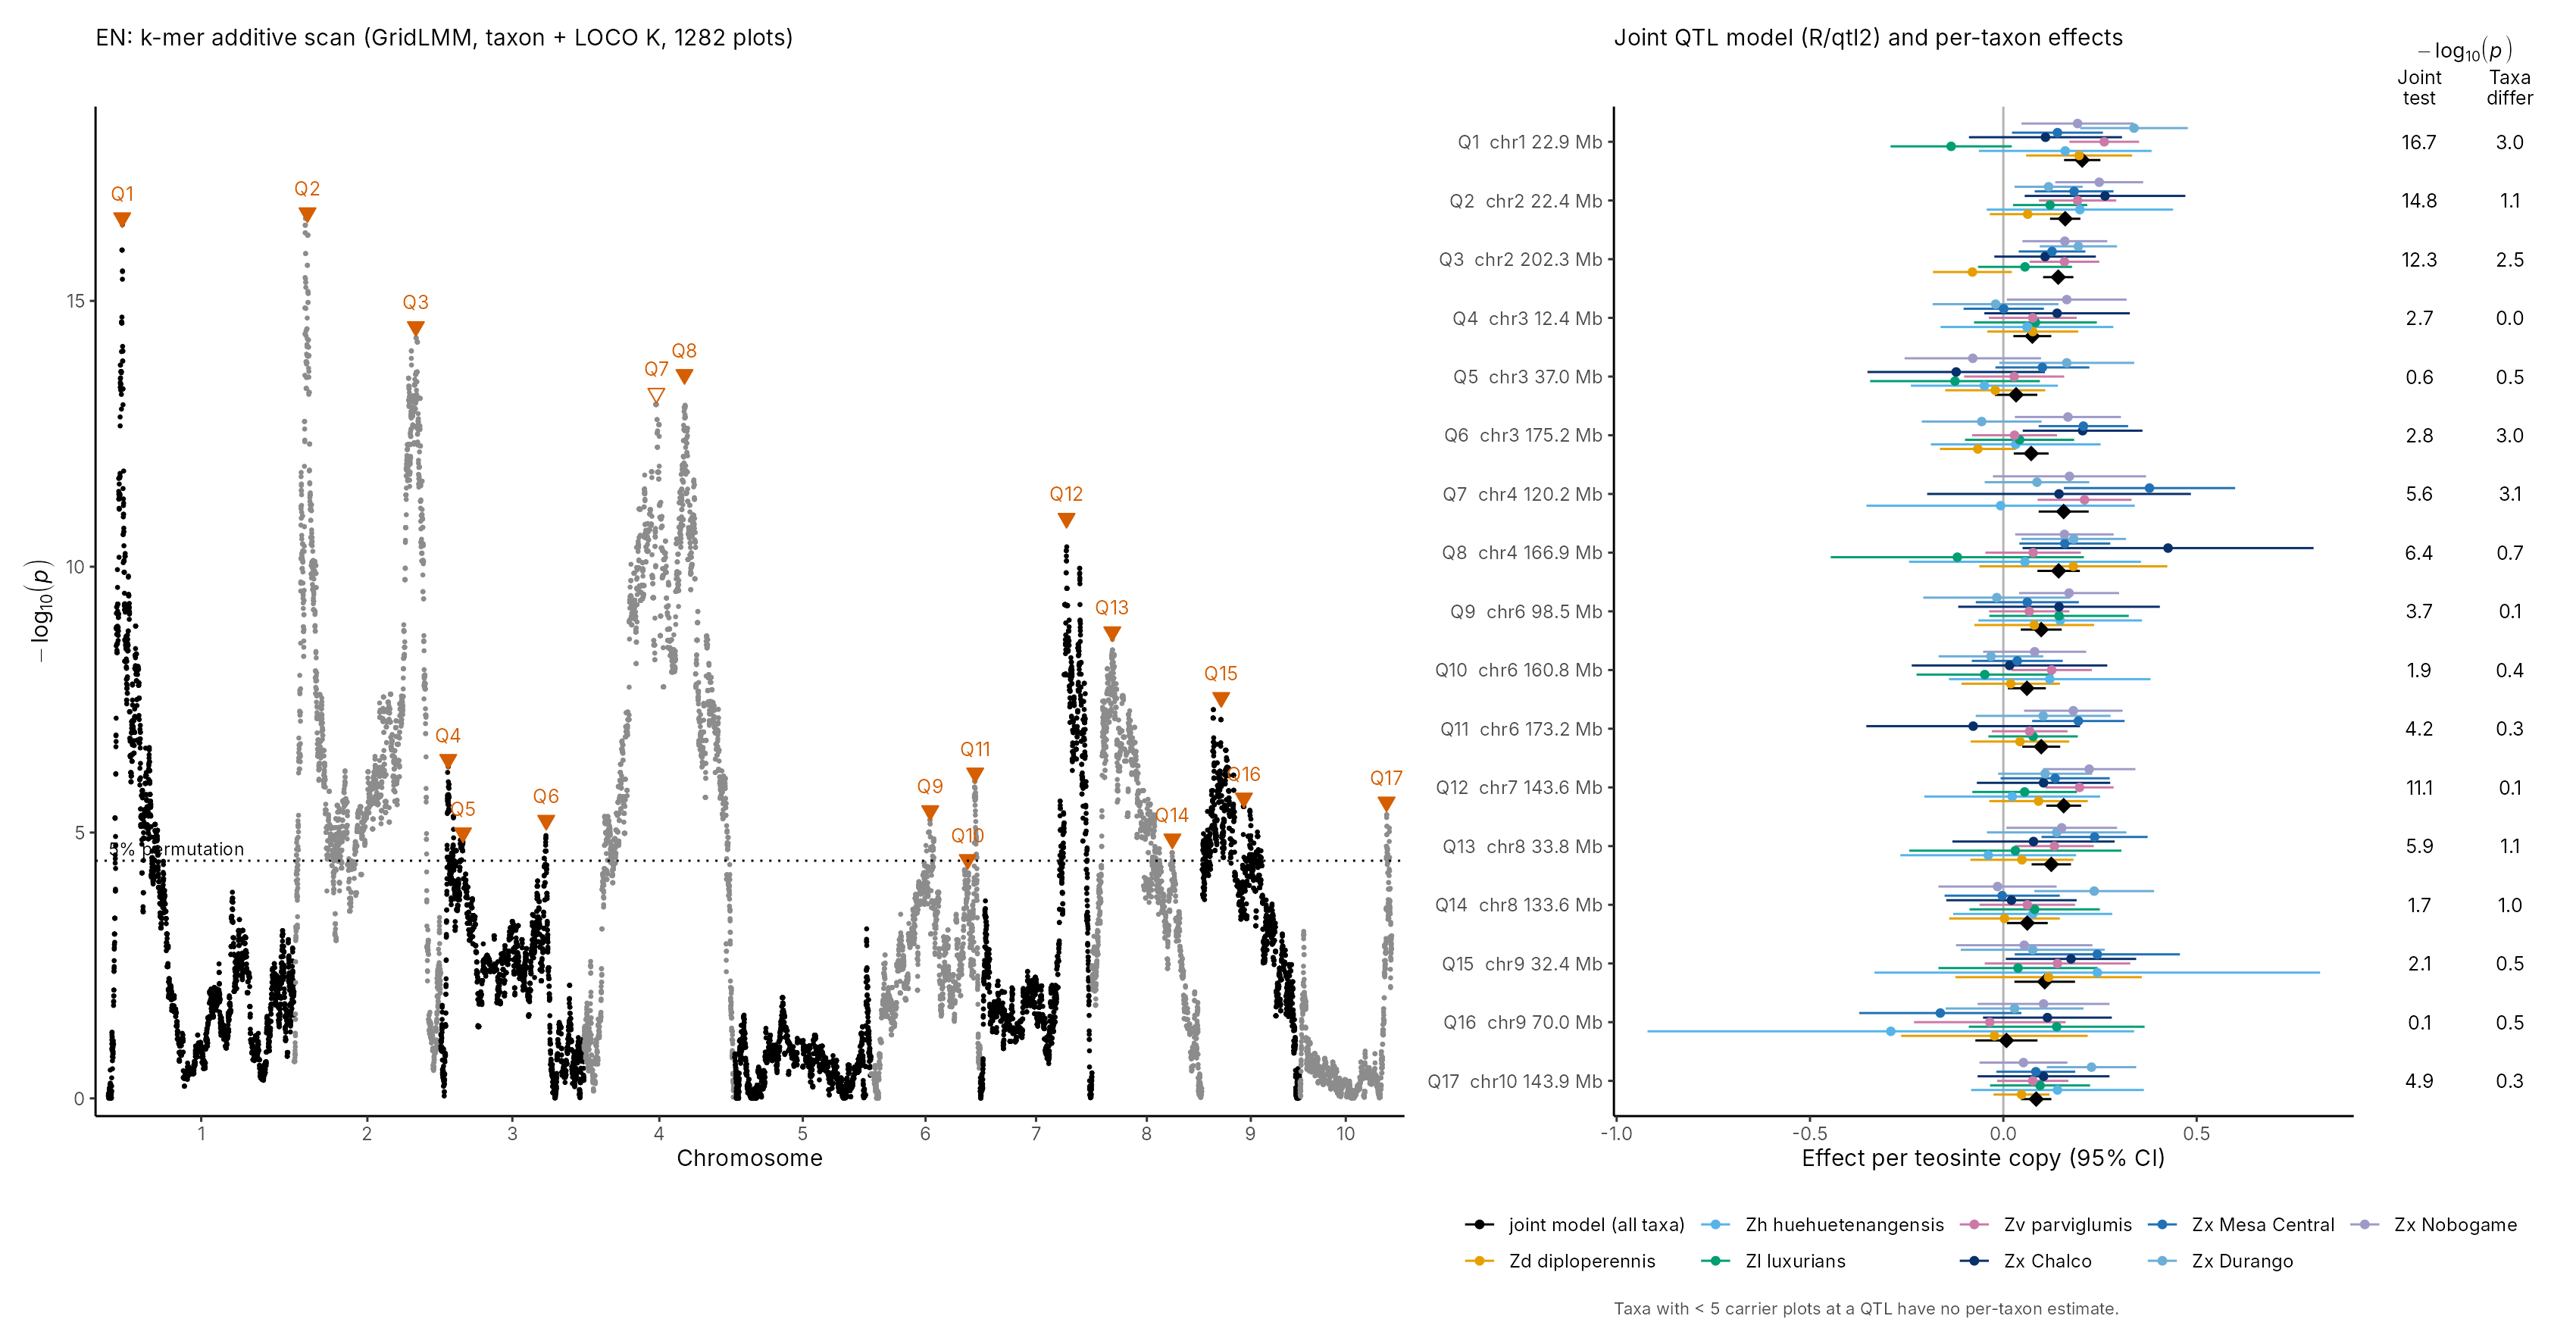 EN: k-mer additive scan (GridLMM, taxon + LOCO K, 1282 plots)
Joint QTL model (R/qtl2) and per-taxon effects
−log10(p)
Joint test
Taxa differ
Q1
Q2
Q3
Q4
Q5
Q6
Q7
Q8
Q9
Q10
Q11
Q12
Q13
Q14
Q15
Q16
Q17
5% permutation
−log10(p)
15
10
5
0
1 2 3 4 5 6 7 8 9 10
Chromosome
Q1 chr1 22.9 Mb 16.7 3.0
Q2 chr2 22.4 Mb 14.8 1.1
Q3 chr2 202.3 Mb 12.3 2.5
Q4 chr3 12.4 Mb 2.7 0.0
Q5 chr3 37.0 Mb 0.6 0.5
Q6 chr3 175.2 Mb 2.8 3.0
Q7 chr4 120.2 Mb 5.6 3.1
Q8 chr4 166.9 Mb 6.4 0.7
Q9 chr6 98.5 Mb 3.7 0.1
Q10 chr6 160.8 Mb 1.9 0.4
Q11 chr6 173.2 Mb 4.2 0.3
Q12 chr7 143.6 Mb 11.1 0.1
Q13 chr8 33.8 Mb 5.9 1.1
Q14 chr8 133.6 Mb 1.7 1.0
Q15 chr9 32.4 Mb 2.1 0.5
Q16 chr9 70.0 Mb 0.1 0.5
Q17 chr10 143.9 Mb 4.9 0.3
-1.0 -0.5 0.0 0.5
Effect per teosinte copy (95% CI)
joint model (all taxa) Zh huehuetenangensis Zv parviglumis Zx Mesa Central Zx Nobogame
Zd diploperennis Zl luxurians Zx Chalco Zx Durango
Taxa with < 5 carrier plots at a QTL have no per-taxon estimate.